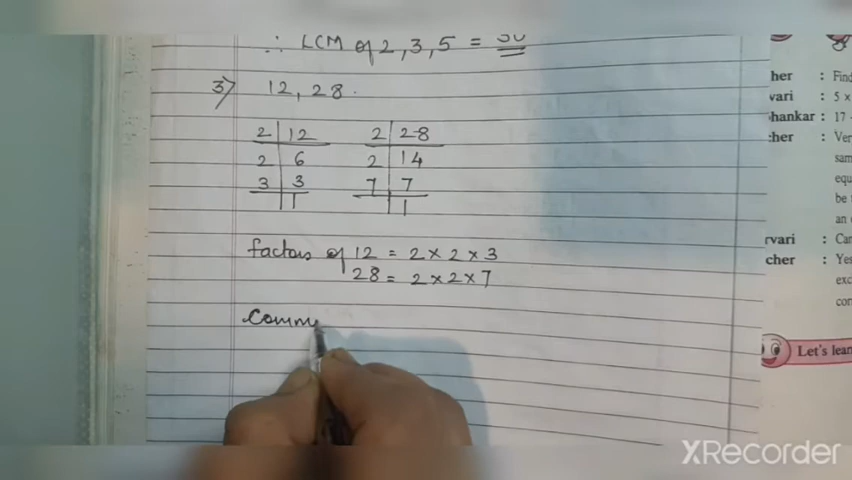 ∴ LCM of 2, 3, 5 = 30
3) 12, 28.
2 | 12
2 | 6
3 | 3
1
2 | 28
2 | 14
7 | 7
1
factors of 12 = 2 × 2 × 3
28 = 2 × 2 × 7
Comm
her : Find
vari : 5 ×
hankar : 17 -
cher : Ver
sam
equ
be
an
rvari : Can
cher : Yes
exc
con
Let's lear
XRecorder